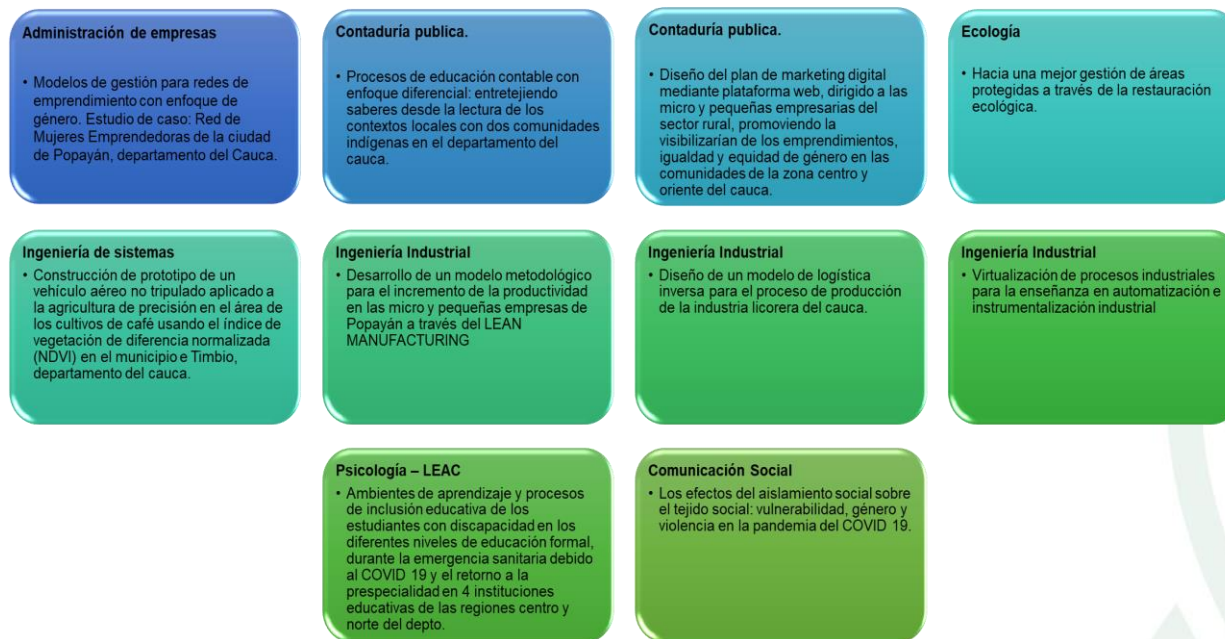 Administración de empresas
• Modelos de gestión para redes de
emprendimiento con enfoque de
género. Estudio de caso: Red de
Mujeres Emprendedoras de la ciudad
de Popayán, departamento del Cauca.
Contaduría publica.
• Procesos de educación contable con
enfoque diferencial: entretejiendo
saberes desde la lectura de los
contextos locales con dos comunidades
indígenas en el departamento del
cauca.
Contaduría publica.
• Diseño del plan de marketing digital
mediante plataforma web, dirigido a las
micro y pequeñas empresarias del
sector rural, promoviendo la
visibilizarían de los emprendimientos,
igualdad y equidad de género en las
comunidades de la zona centro y
oriente del cauca.
Ecología
• Hacia una mejor gestión de áreas
protegidas a través de la restauración
ecológica.
Ingeniería de sistemas
• Construcción de prototipo de un
vehículo aéreo no tripulado aplicado a
la agricultura de precisión en el área de
los cultivos de café usando el índice de
vegetación de diferencia normalizada
(NDVI) en el municipio e Timbio,
departamento del cauca.
Ingeniería Industrial
• Desarrollo de un modelo metodológico
para el incremento de la productividad
en las micro y pequeñas empresas de
Popayán a través del LEAN
MANUFACTURING
Ingeniería Industrial
• Diseño de un modelo de logística
inversa para el proceso de producción
de la industria licorera del cauca.
Ingeniería Industrial
• Virtualización de procesos industriales
para la enseñanza en automatización e
instrumentalización industrial
Psicología – LEAC
• Ambientes de aprendizaje y procesos
de inclusión educativa de los
estudiantes con discapacidad en los
diferentes niveles de educación formal,
durante la emergencia sanitaria debido
al COVID 19 y el retorno a la
prespecialidad en 4 instituciones
educativas de las regiones centro y
norte del depto.
Comunicación Social
• Los efectos del aislamiento social sobre
el tejido social: vulnerabilidad, género y
violencia en la pandemia del COVID 19.